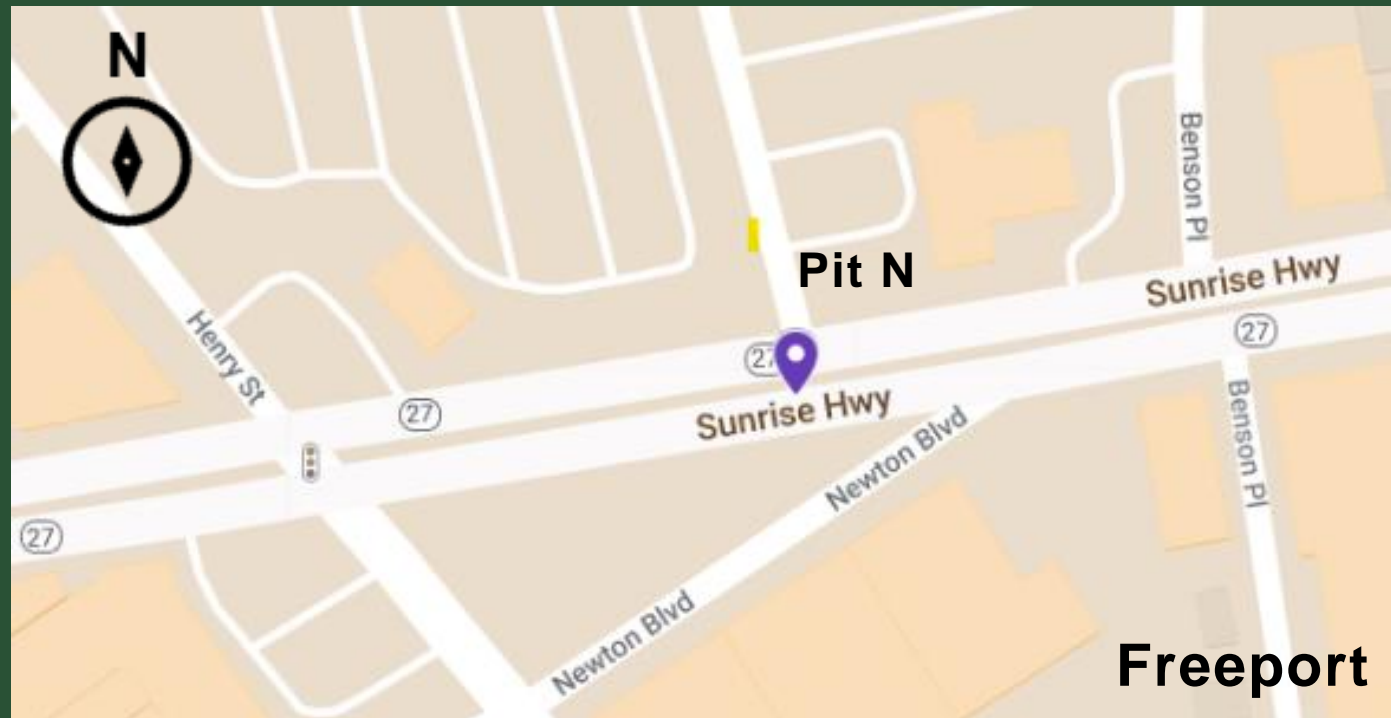 N
Benson Pl
Pit N
Sunrise Hwy
27
Henry St
27
Sunrise Hwy
27
Newton Blvd
Benson Pl
27
Newton Blvd
Freeport